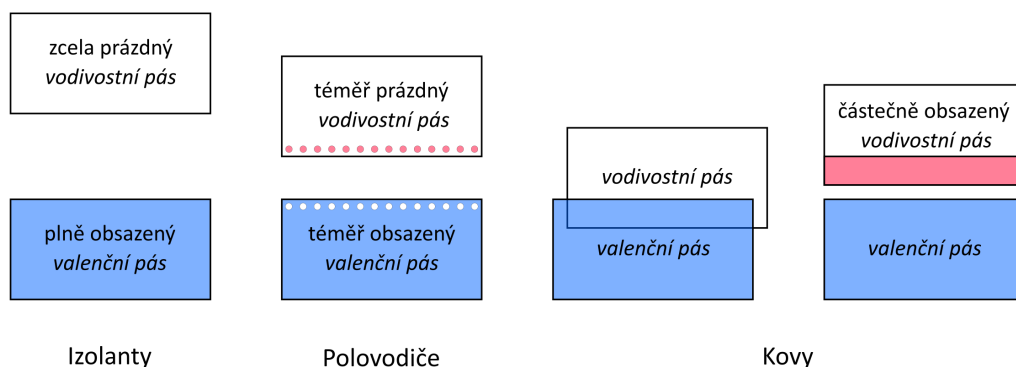 zcela prázdný
vodivostní pás
plně obsazený
valenční pás
Izolanty
téměř prázdný
vodivostní pás
téměř obsazený
valenční pás
Polovodiče
vodivostní pás
valenční pás
částečně obsazený
vodivostní pás
valenční pás
Kovy